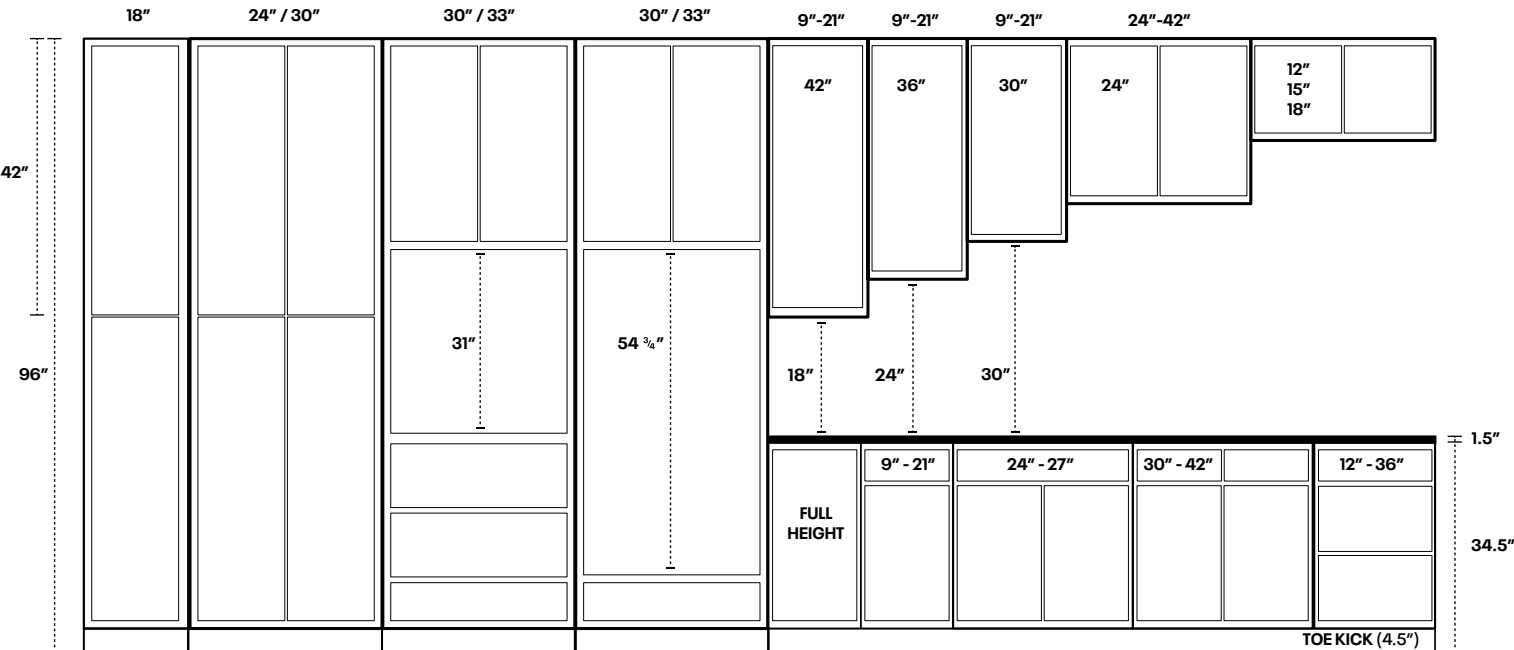 18”
24” / 30”
30” / 33”
30” / 33”
9”-21”
9”-21”
9”-21”
24”-42”
42”
36”
30”
24”
12”
15”
18”
42”
96”
31”
54 ¾”
18”
24”
30”
1.5”
9” - 21”
24” - 27”
30” - 42”
12” - 36”
FULL
HEIGHT
34.5”
TOE KICK (4.5”)